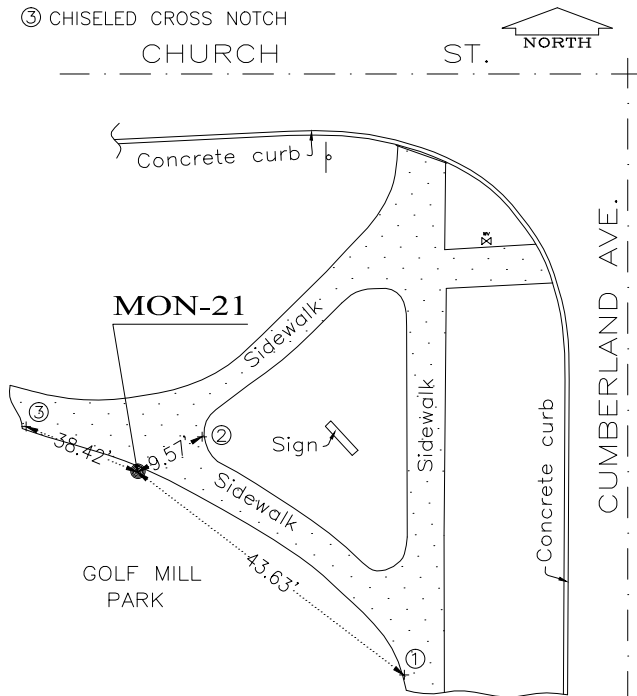 ③ CHISELED CROSS NOTCH
NORTH
CHURCH ST.
Concrete curb
CUMBERLAND AVE.
MON-21
Sidewalk
③
38.42'
9.57'
②
Sign
Sidewalk
Sidewalk
Concrete curb
43.63'
GOLF MILL
PARK
①